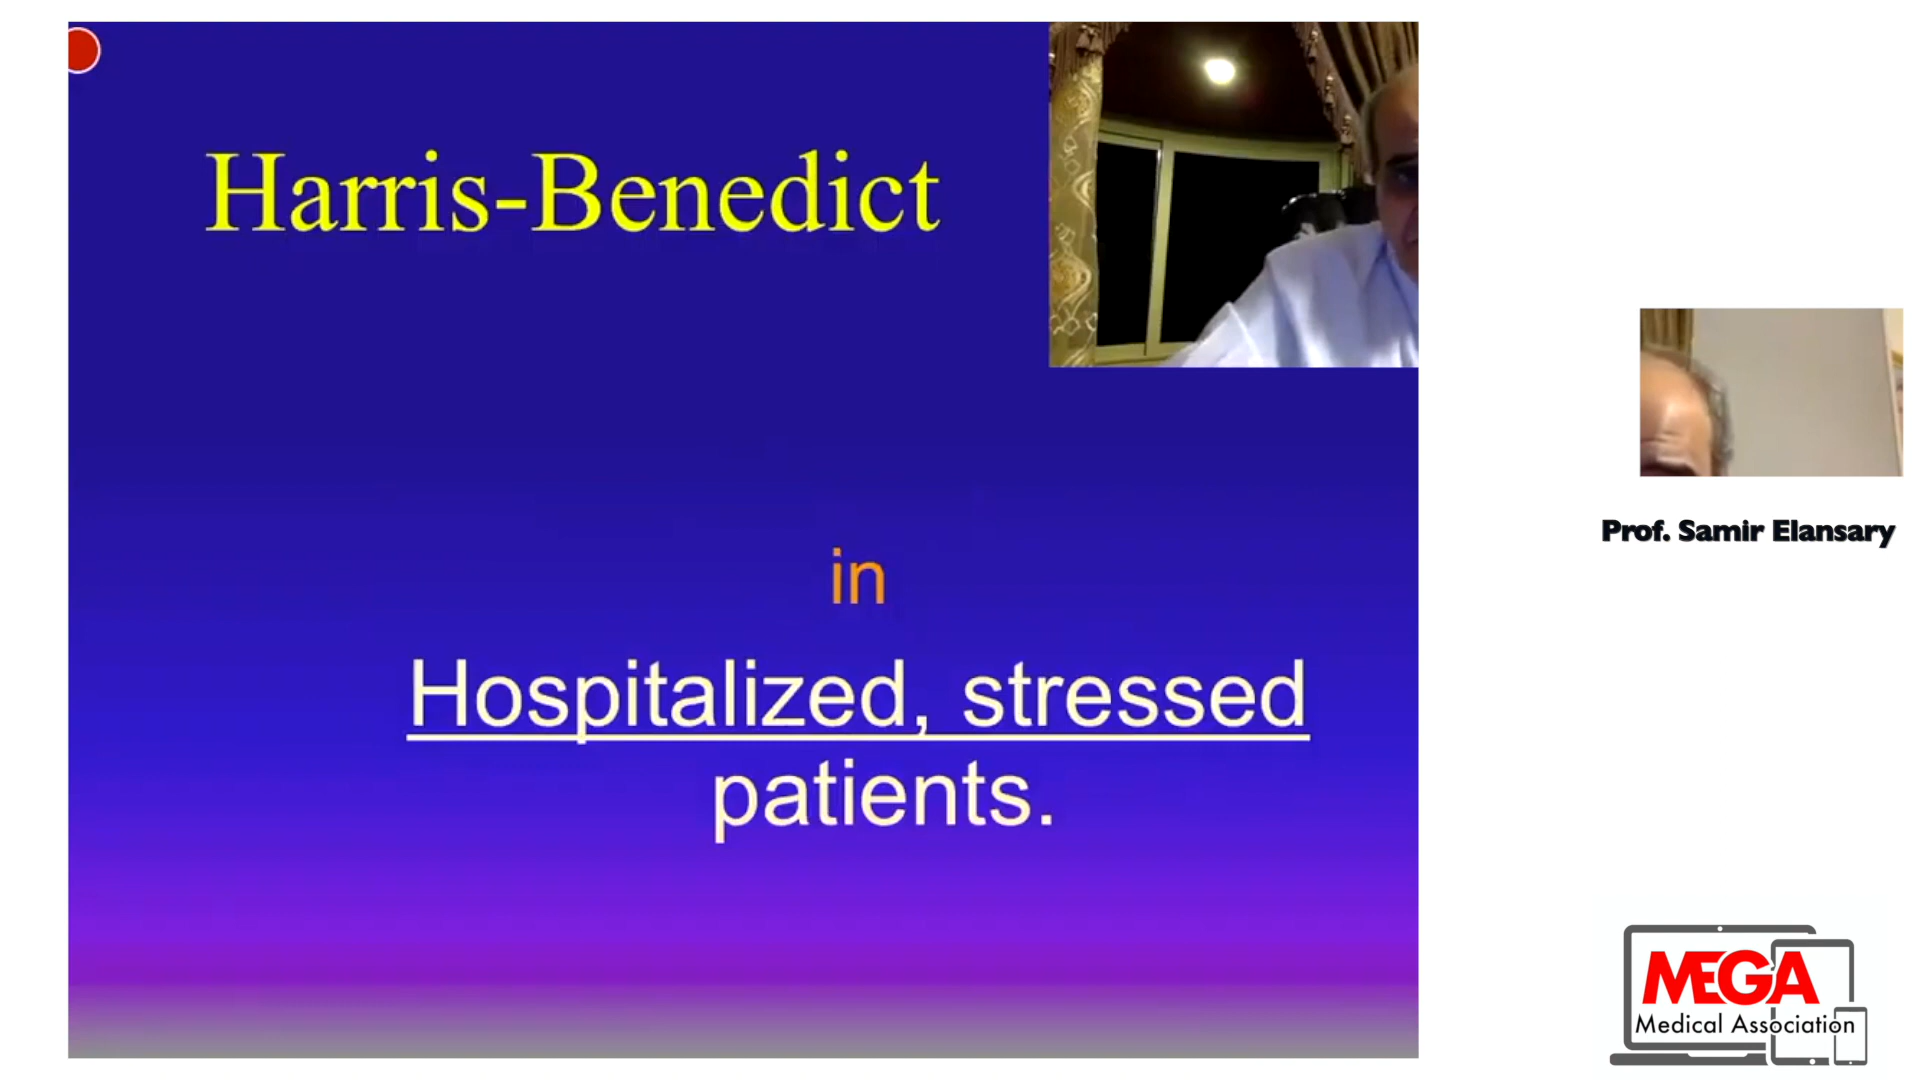 Harris-Benedict
in
Hospitalized, stressed
patients.
Prof. Samir Elansary
MEGA
Medical Association